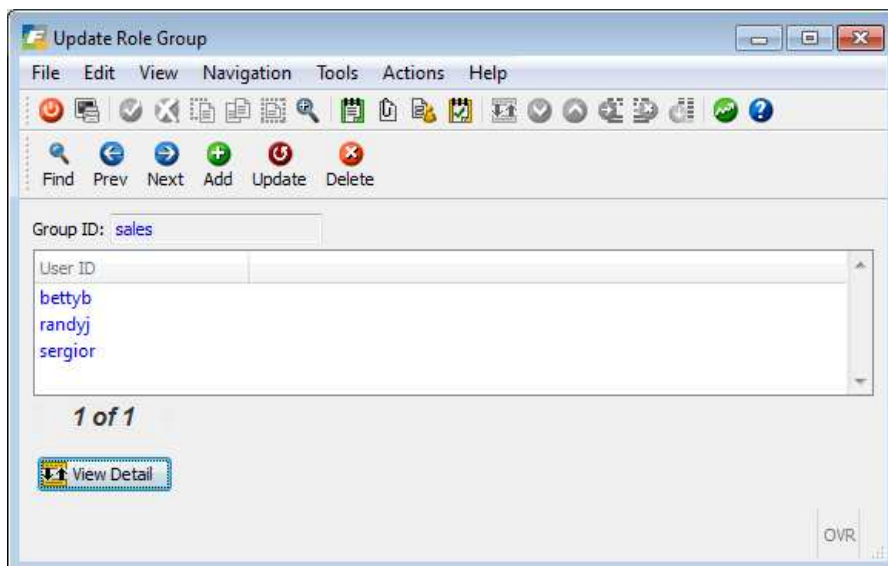 Update Role Group
File Edit View Navigation Tools Actions Help
Find Prev Next Add Update Delete
Group ID: sales
User ID
bettyb
randyj
sergior
1 of 1
View Detail
OVR